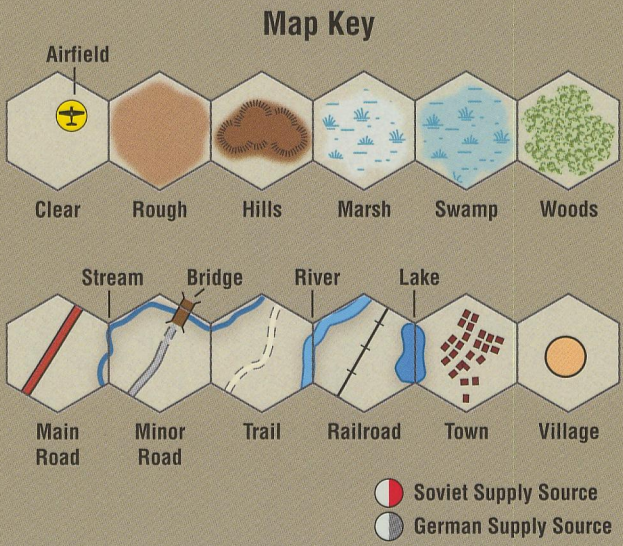 Map Key
Airfield
Clear Rough Hills Marsh Swamp Woods
Stream Bridge River Lake
Main Road Minor Road Trail Railroad Town Village
Soviet Supply Source
German Supply Source